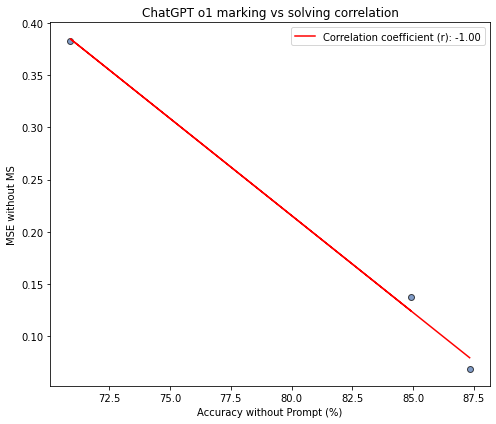 ChatGPT o1 marking vs solving correlation
Correlation coefficient (r): -1.00
MSE without MS
0.40
0.35
0.30
0.25
0.20
0.15
0.10
72.5 75.0 77.5 80.0 82.5 85.0 87.5
Accuracy without Prompt (%)